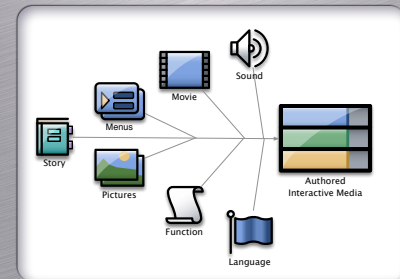 Sound
Movie
Menus
Story
Pictures
Authored
Interactive Media
Function
Language